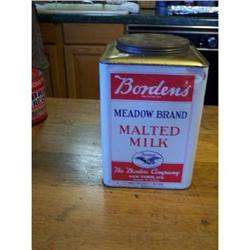 Borden's
MEADOW BRAND
MALTED
MILK
The Borden Company
NEW YORK, N.Y.